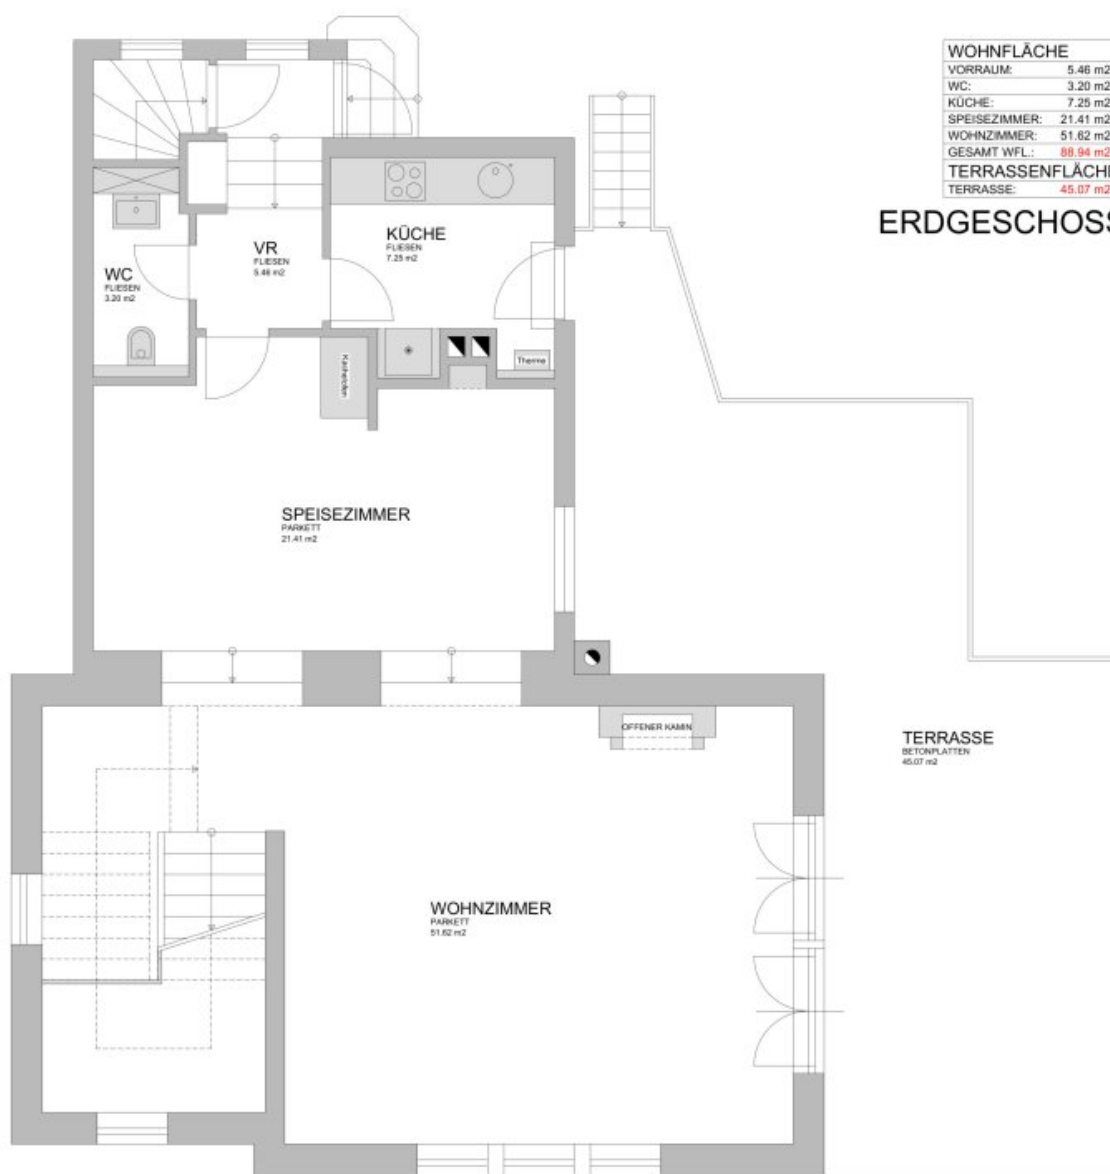 WOHNFLÄCHE
VORRAUM: 5.46 m2
WC: 3.20 m2
KÜCHE: 7.25 m2
SPEISEZIMMER: 21.41 m2
WOHNZIMMER: 51.62 m2
GESAMT WFL.: 88.94 m2
TERRASSENFLÄCHE
TERRASSE: 45.07 m2
ERDGESCHOSS
KÜCHE
FLIESEN
7.25 m2
VR
FLIESEN
5.46 m2
WC
FLIESEN
3.20 m2
Therme
Kachelofen
SPEISEZIMMER
PARKETT
21.41 m2
OFFENER KAMIN
TERRASSE
BETONPLATTEN
45.07 m2
WOHNZIMMER
PARKETT
51.62 m2